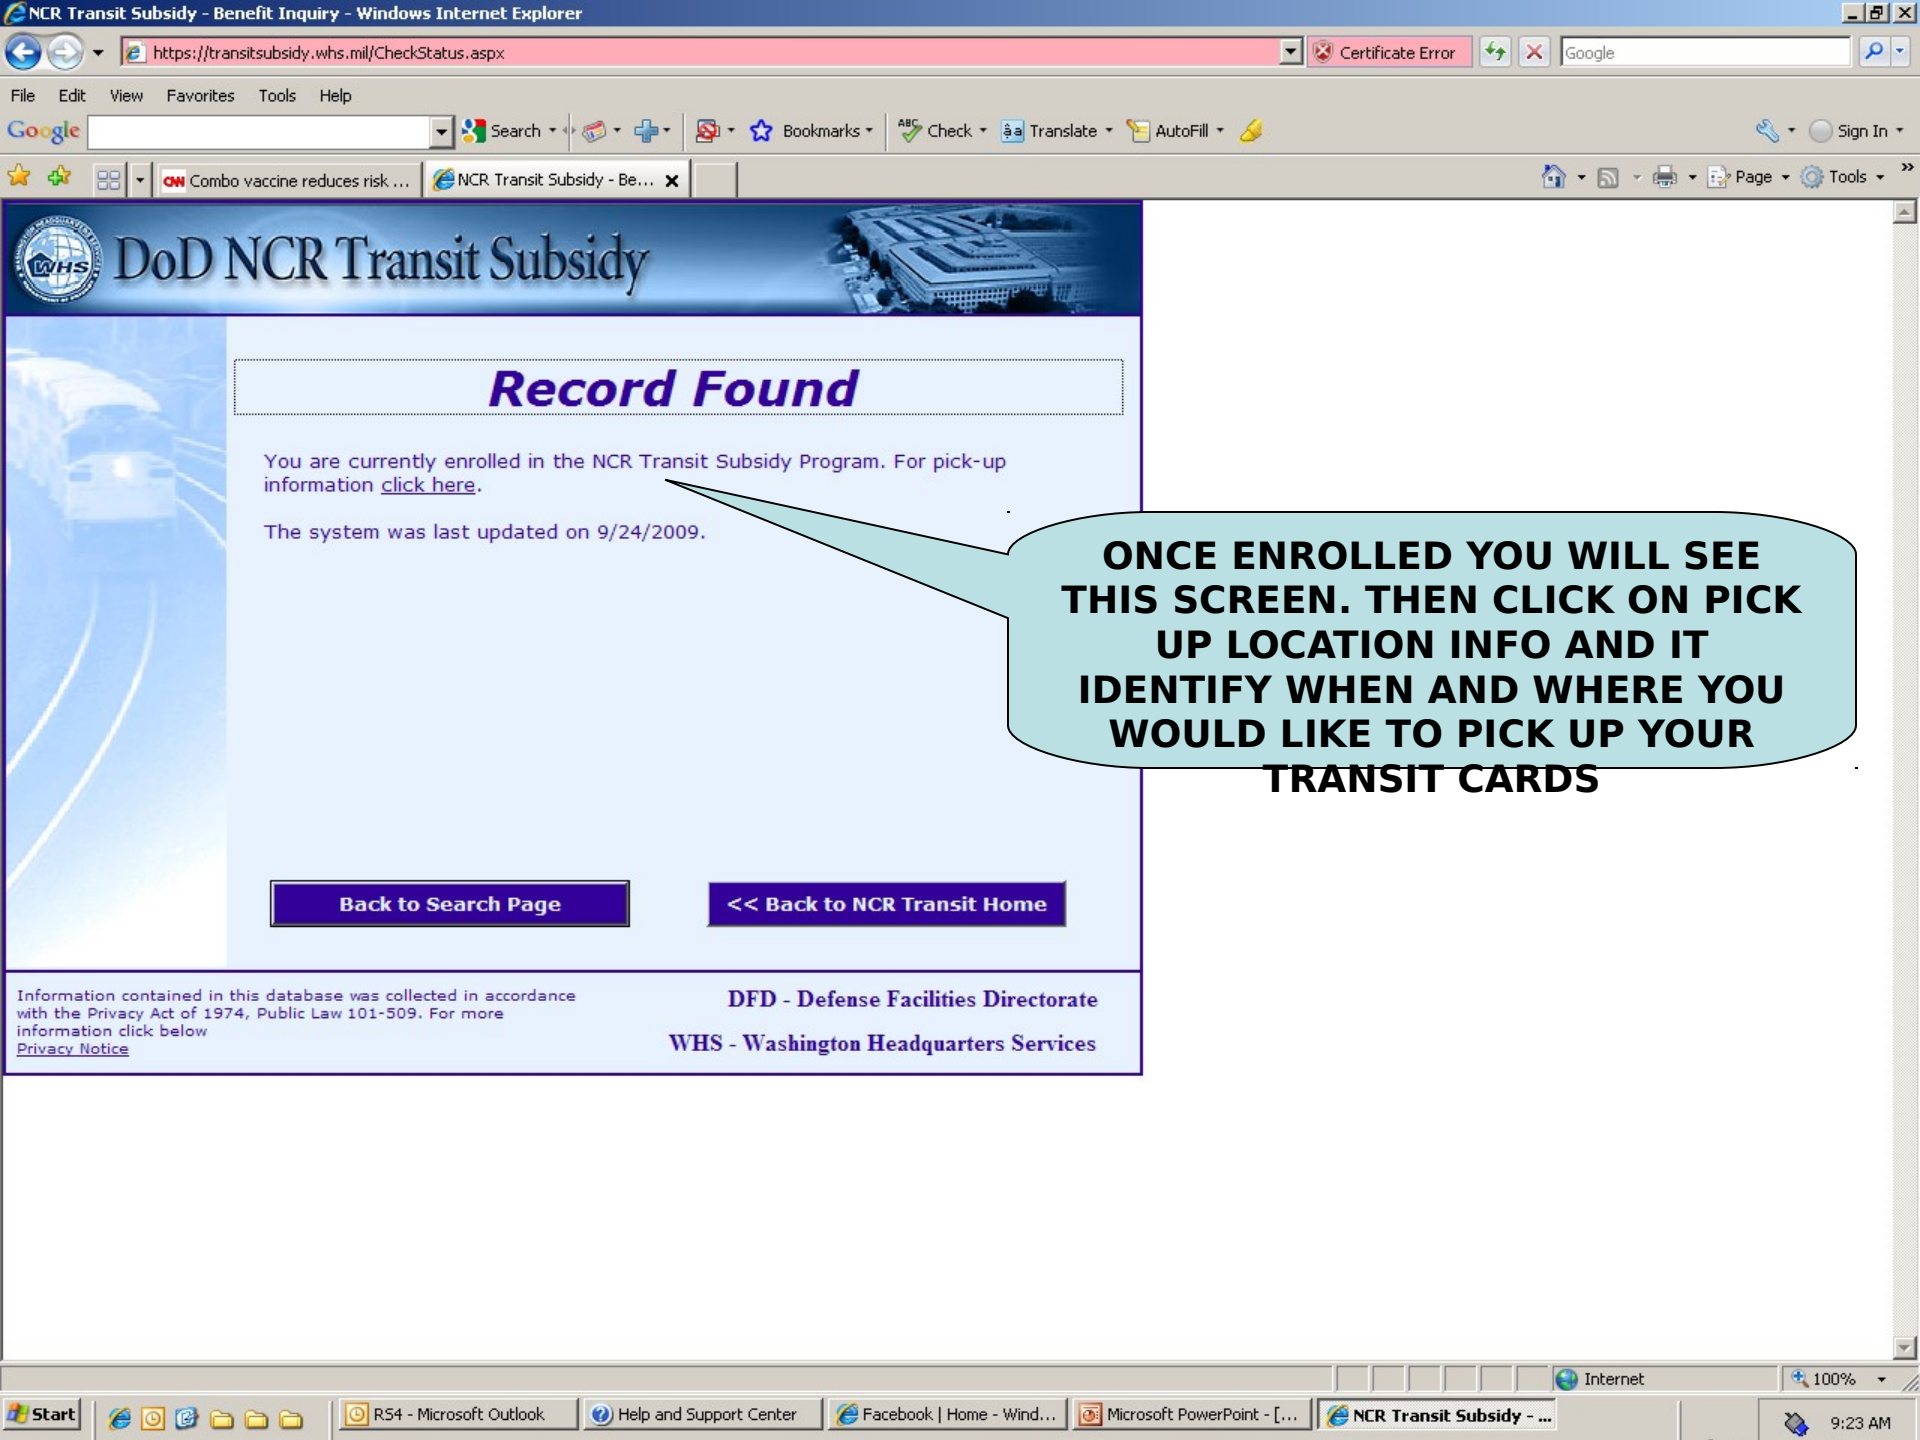 NCR Transit Subsidy - Benefit Inquiry - Windows Internet Explorer
https://transitsubsidy.whs.mil/CheckStatus.aspx
Certificate Error
Google
File Edit View Favorites Tools Help
Google
Search
Bookmarks
Check
Translate
AutoFill
Sign In
Combo vaccine reduces risk ...
NCR Transit Subsidy - Be...
Page
Tools
WHS
DoD NCR Transit Subsidy
Record Found
You are currently enrolled in the NCR Transit Subsidy Program. For pick-up
information click here.
The system was last updated on 9/24/2009.
ONCE ENROLLED YOU WILL SEE
THIS SCREEN. THEN CLICK ON PICK
UP LOCATION INFO AND IT
IDENTIFY WHEN AND WHERE YOU
WOULD LIKE TO PICK UP YOUR
TRANSIT CARDS
Back to Search Page
<< Back to NCR Transit Home
Information contained in this database was collected in accordance
with the Privacy Act of 1974, Public Law 101-509. For more
information click below
Privacy Notice
DFD - Defense Facilities Directorate
WHS - Washington Headquarters Services
Internet
100%
Start
RS4 - Microsoft Outlook
Help and Support Center
Facebook | Home - Wind...
Microsoft PowerPoint - [...
NCR Transit Subsidy - ...
9:23 AM